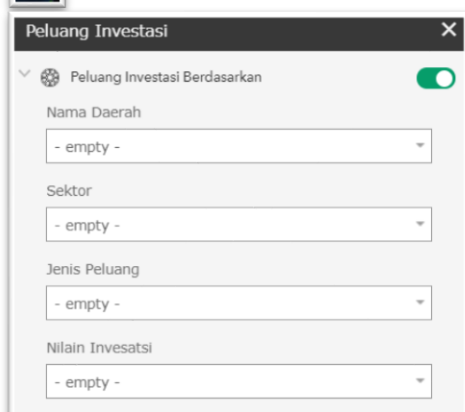 Peluang Investasi
Peluang Investasi Berdasarkan
Nama Daerah
- empty -
Sektor
- empty -
Jenis Peluang
- empty -
Nilain Invesatsi
- empty -